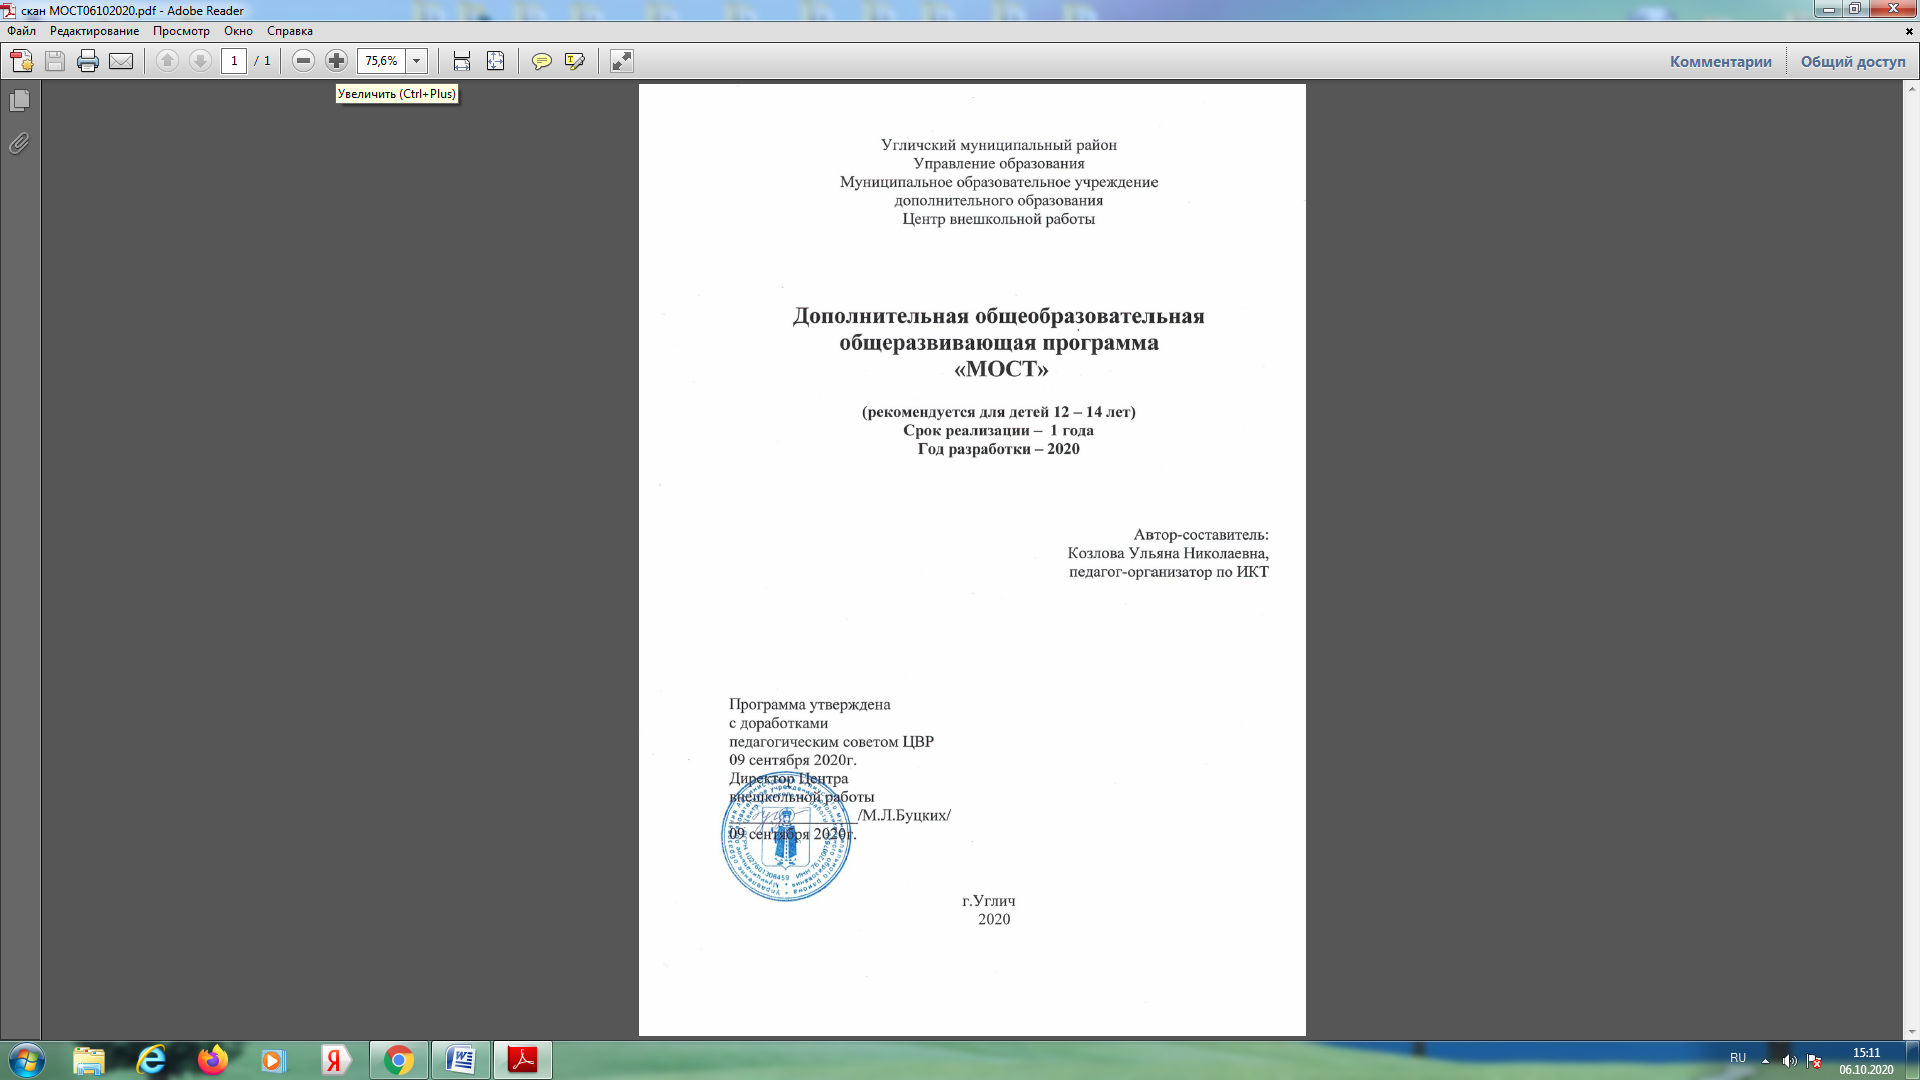 скан МОСТ06102020.pdf - Adobe Reader
Файл Редактирование Просмотр Окно Справка
1 / 1 75,6% Комментарии Общий доступ
Увеличить (Ctrl+Plus)
Угличский муниципальный район
Управление образования
Муниципальное образовательное учреждение
дополнительного образования
Центр внешкольной работы
Дополнительная общеобразовательная
общеразвивающая программа
«МОСТ»
(рекомендуется для детей 12 – 14 лет)
Срок реализации – 1 года
Год разработки – 2020
Автор-составитель:
Козлова Ульяна Николаевна,
педагог-организатор по ИКТ
Программа утверждена
с доработками
педагогическим советом ЦВР
09 сентября 2020г.
Директор Центра
внешкольной работы
/М.Л.Буцких/
09 сентября 2020г.
г.Углич
2020
RU
15:11
06.10.2020